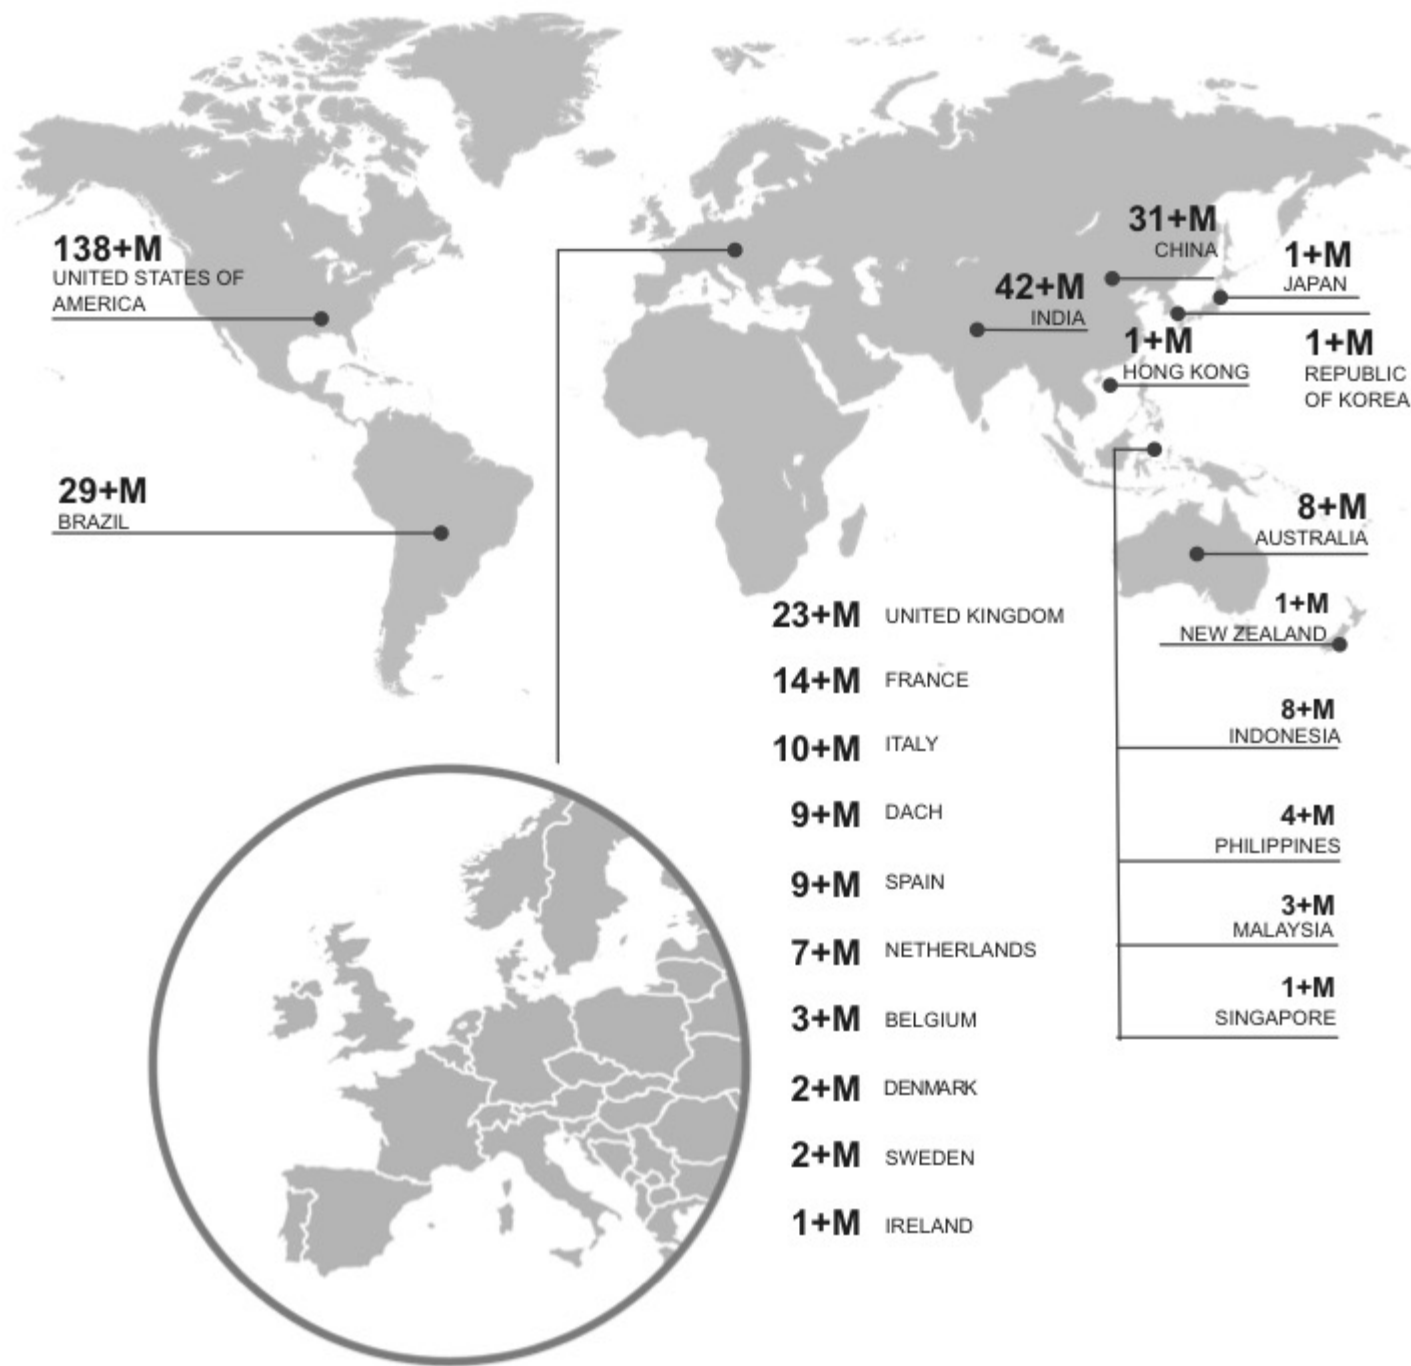 138+M
UNITED STATES OF
AMERICA
29+M
BRAZIL
31+M
CHINA
42+M
INDIA
1+M
JAPAN
1+M
HONG KONG
1+M
REPUBLIC
OF KOREA
8+M
AUSTRALIA
1+M
NEW ZEALAND
8+M
INDONESIA
4+M
PHILIPPINES
3+M
MALAYSIA
1+M
SINGAPORE
23+M UNITED KINGDOM
14+M FRANCE
10+M ITALY
9+M DACH
9+M SPAIN
7+M NETHERLANDS
3+M BELGIUM
2+M DENMARK
2+M SWEDEN
1+M IRELAND